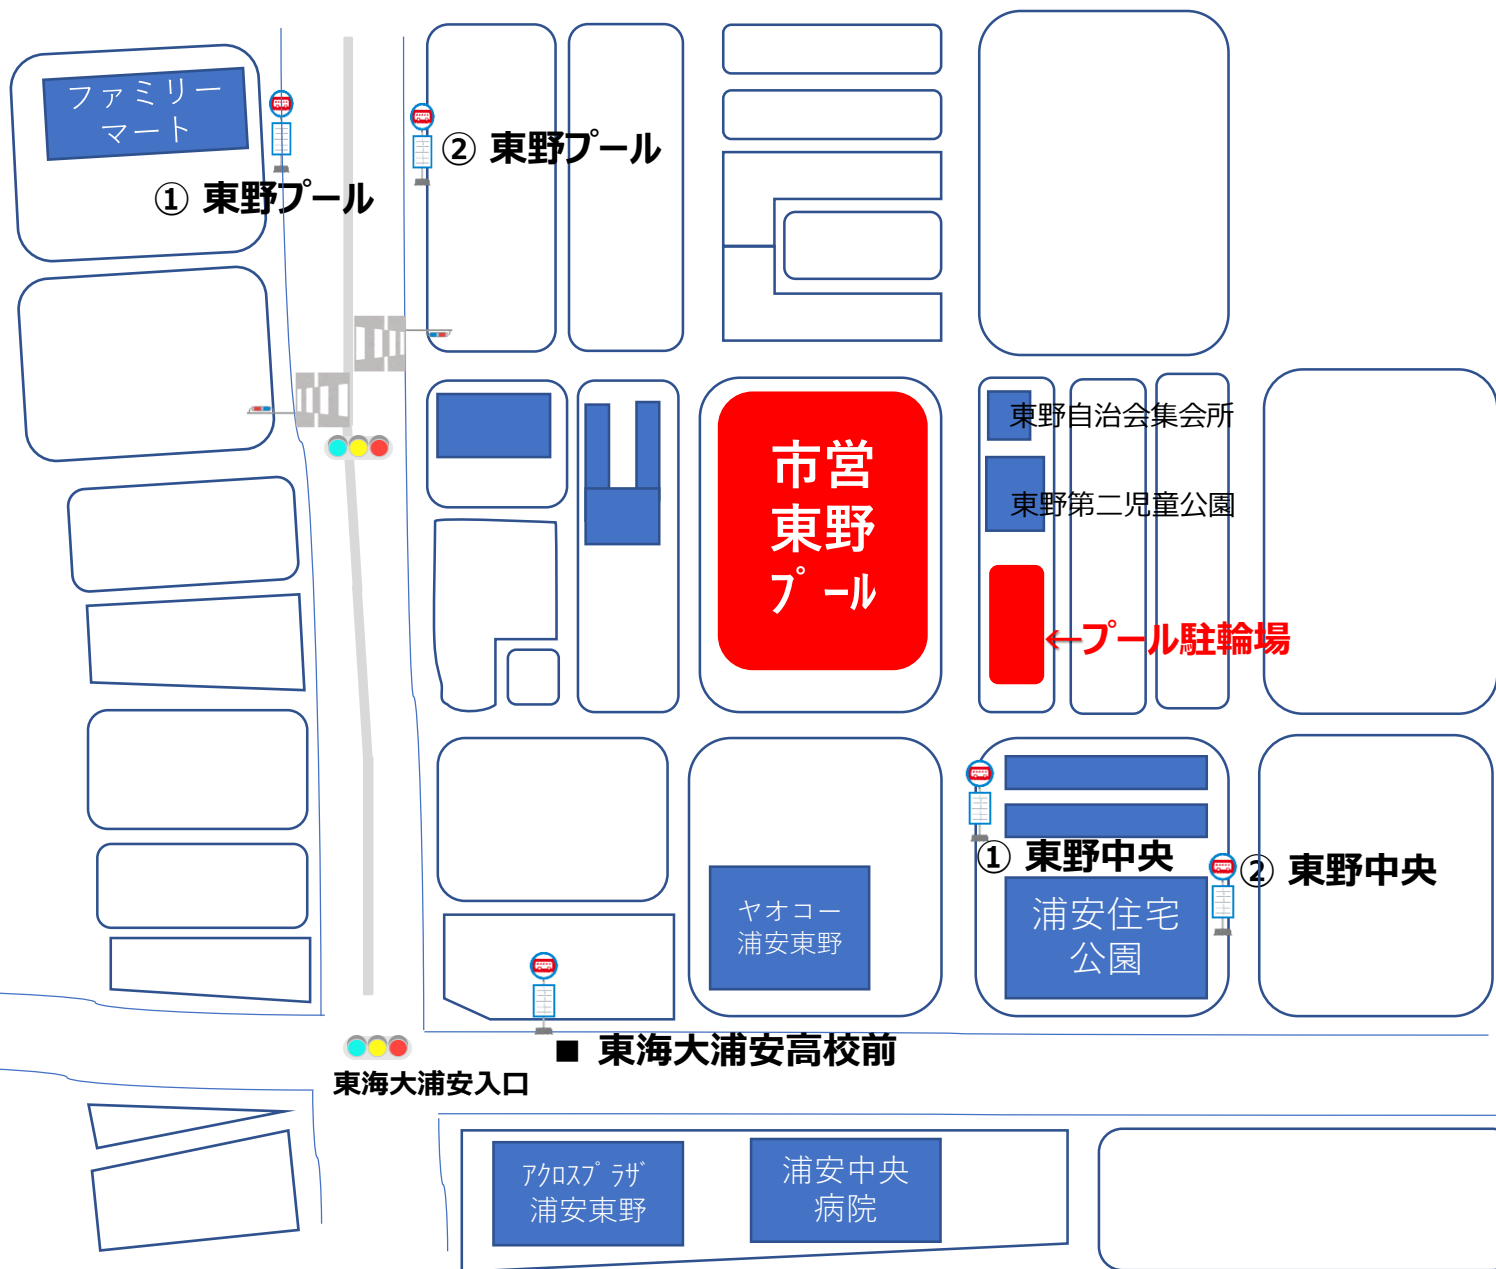 ファミリー
マート
① 東野プール
② 東野プール
市営
東野
プール
東野自治会集会所
東野第二児童公園
←プール駐輪場
① 東野中央
② 東野中央
ヤオコー
浦安東野
浦安住宅
公園
■ 東海大浦安高校前
東海大浦安入口
アクロスプラザ
浦安東野
浦安中央
病院